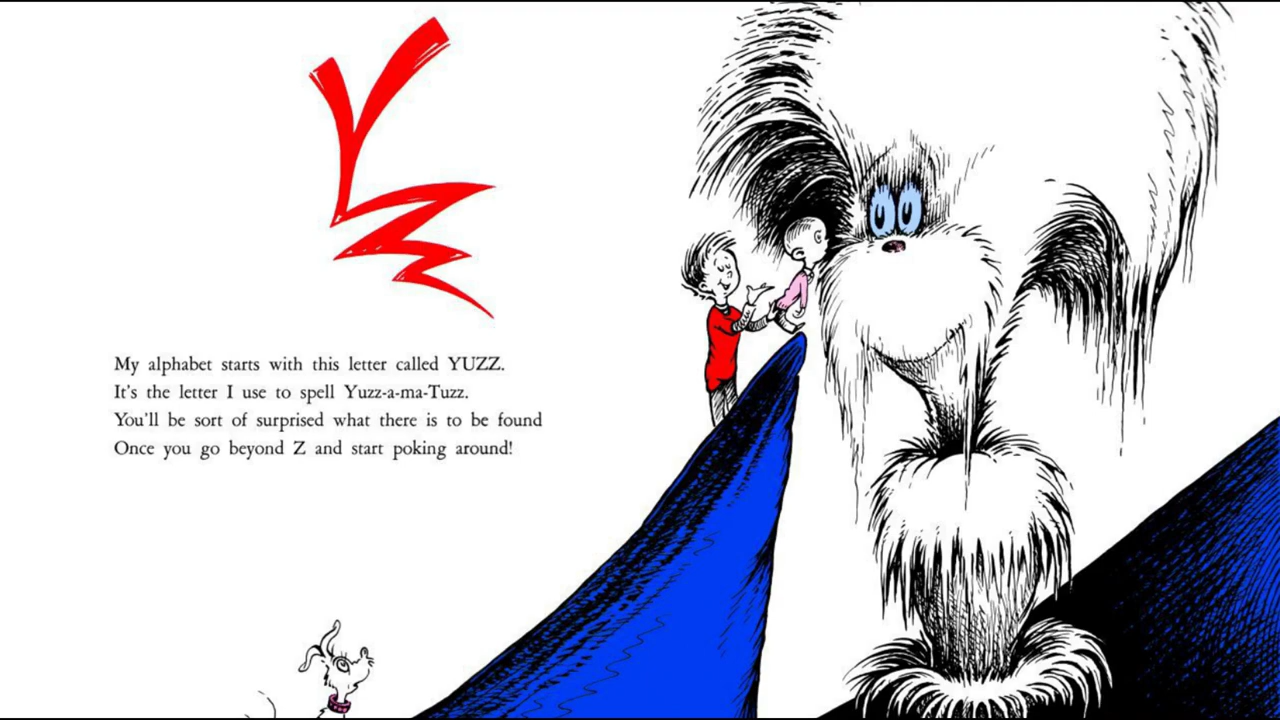 My alphabet starts with this letter called YUZZ.
It's the letter I use to spell Yuzz-a-ma-Tuzz.
You'll be sort of surprised what there is to be found
Once you go beyond Z and start poking around!